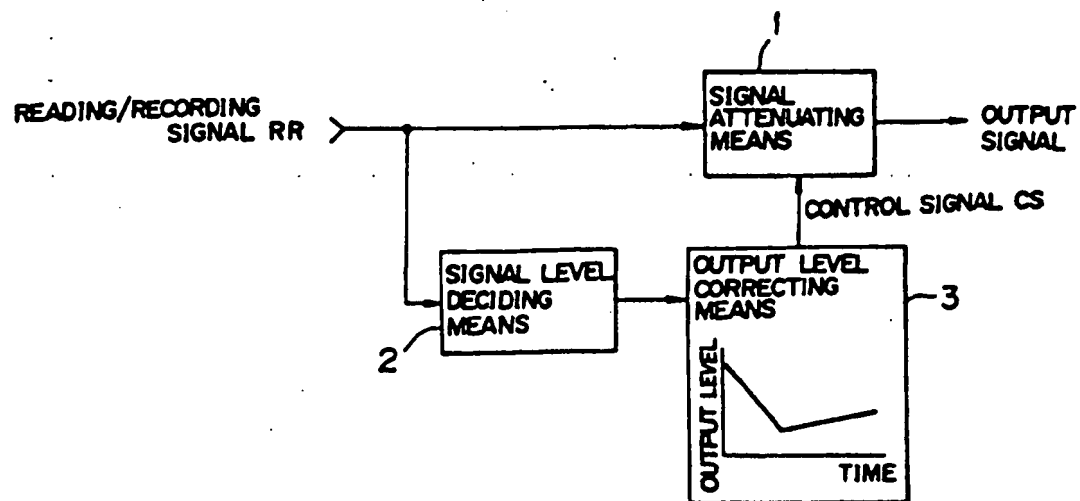 1
READING/RECORDING
SIGNAL RR
SIGNAL
ATTENUATING
MEANS
OUTPUT
SIGNAL
CONTROL SIGNAL CS
SIGNAL LEVEL
DECIDING
MEANS
2
OUTPUT LEVEL
CORRECTING
MEANS
3
OUTPUT LEVEL
TIME